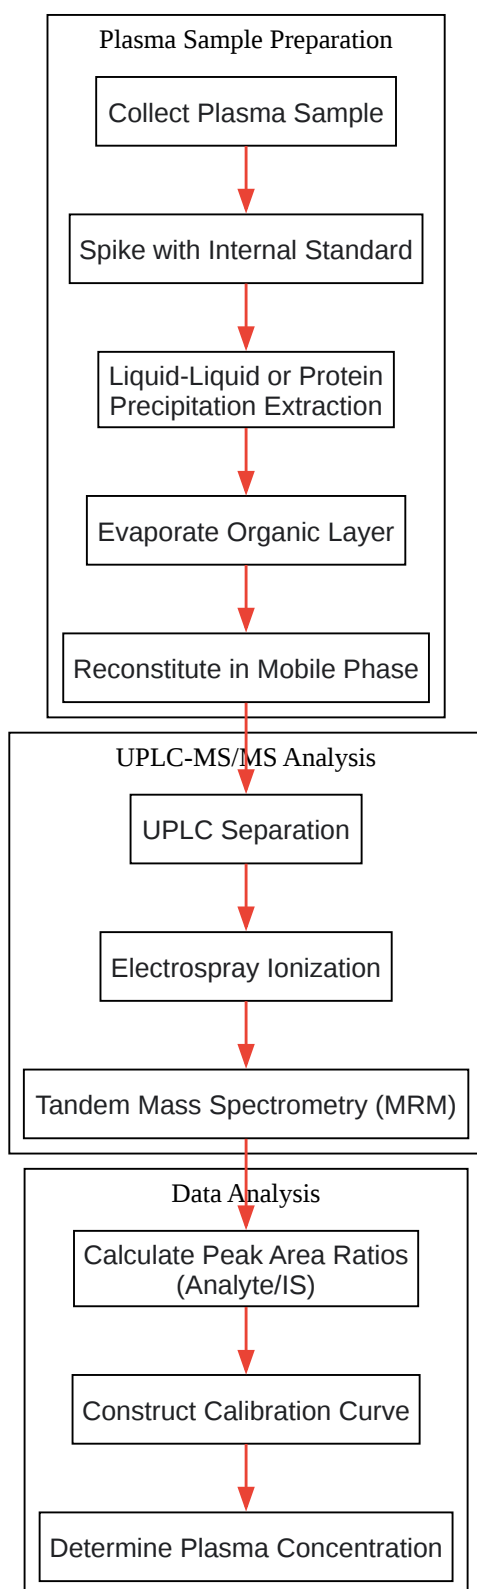 Plasma Sample Preparation
Collect Plasma Sample
Spike with Internal Standard
Liquid-Liquid or Protein
Precipitation Extraction
Evaporate Organic Layer
Reconstitute in Mobile Phase
UPLC-MS/MS Analysis
UPLC Separation
Electrospray Ionization
Tandem Mass Spectrometry (MRM)
Data Analysis
Calculate Peak Area Ratios
(Analyte/IS)
Construct Calibration Curve
Determine Plasma Concentration